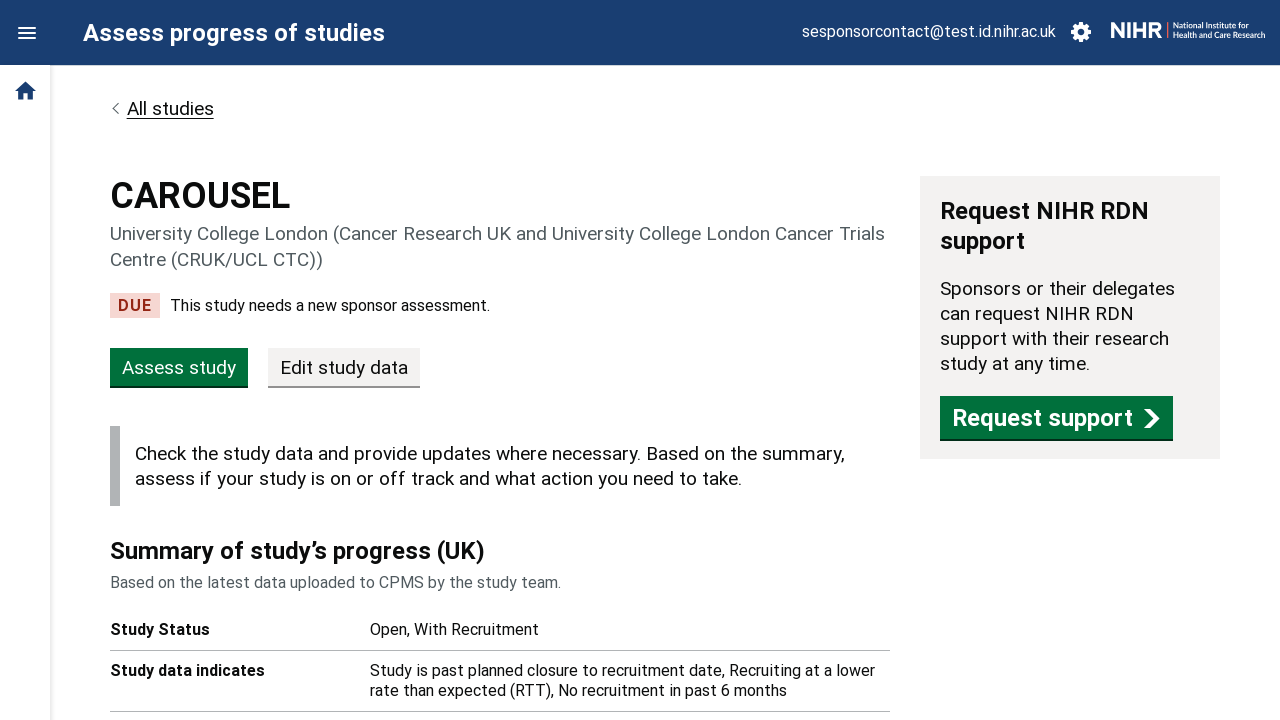 Assess progress of studies
sesponsorcontact@test.id.nihr.ac.uk
NIHR
National Institute for
Health and Care Research
All studies
CAROUSEL
University College London (Cancer Research UK and University College London Cancer Trials
Centre (CRUK/UCL CTC))
DUE This study needs a new sponsor assessment.
Assess study
Edit study data
Check the study data and provide updates where necessary. Based on the summary,
assess if your study is on or off track and what action you need to take.
Summary of study’s progress (UK)
Based on the latest data uploaded to CPMS by the study team.
Study Status Open, With Recruitment
Study data indicates Study is past planned closure to recruitment date, Recruiting at a lower
rate than expected (RTT), No recruitment in past 6 months
Request NIHR RDN
support
Sponsors or their delegates
can request NIHR RDN
support with their research
study at any time.
Request support